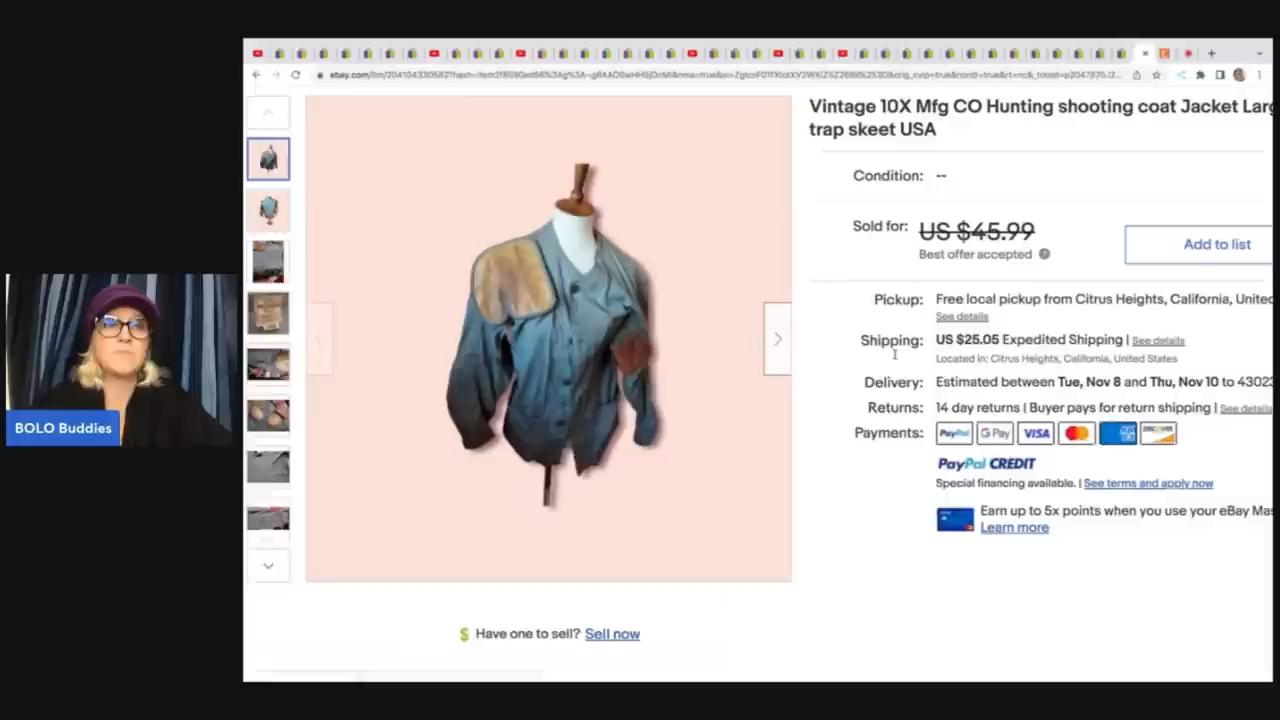 Vintage 10X Mfg CO Hunting shooting coat Jacket Larg
trap skeet USA
Condition: --
Sold for: US $45.99
Best offer accepted
Add to list
Pickup: Free local pickup from Citrus Heights, California, United
See details
Shipping: US $25.05 Expedited Shipping | See details
Located in: Citrus Heights, California, United States
Delivery: Estimated between Tue, Nov 8 and Thu, Nov 10 to 43023
Returns: 14 day returns | Buyer pays for return shipping | See details
Payments: PayPal G Pay VISA DISCOVER
PayPal CREDIT
Special financing available. | See terms and apply now
Earn up to 5x points when you use your eBay Mas
Learn more
BOLO Buddies
$ Have one to sell? Sell now